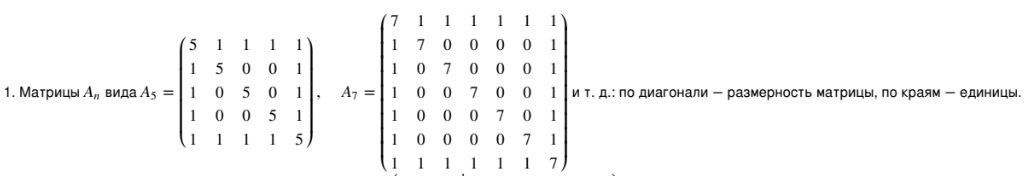 1. Матрицы Aₙ вида A₅ = (5 1 1 1 1; 1 5 0 0 1; 1 0 5 0 1; 1 0 0 5 1; 1 1 1 1 5), A₇ = (7 1 1 1 1 1 1; 1 7 0 0 0 0 1; 1 0 7 0 0 0 1; 1 0 0 7 0 0 1; 1 0 0 0 7 0 1; 1 0 0 0 0 7 1; 1 1 1 1 1 1 7) и т. д.: по диагонали — размерность матрицы, по краям — единицы.